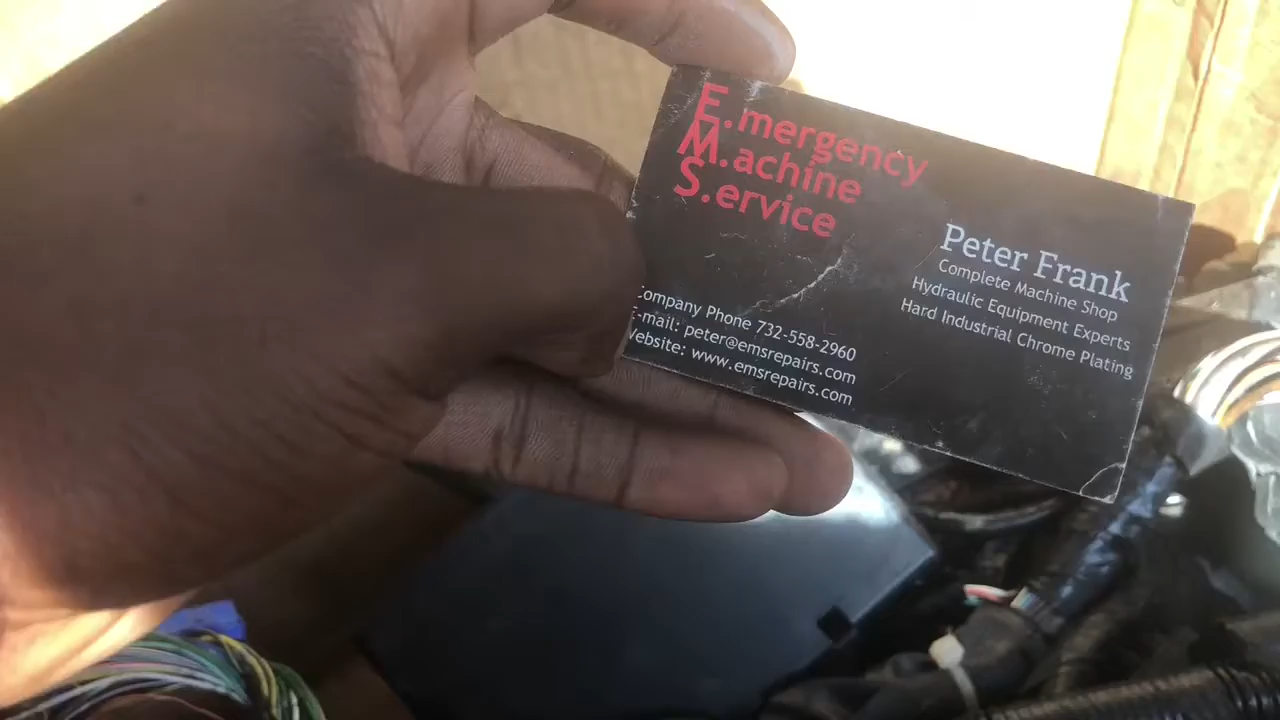 E.mergency
M.achine
S.ervice
Peter Frank
Complete Machine Shop
Hydraulic Equipment Experts
Hard Industrial Chrome Plating
Company Phone 732-558-2960
E-mail: peter@emsrepairs.com
Website: www.emsrepairs.com